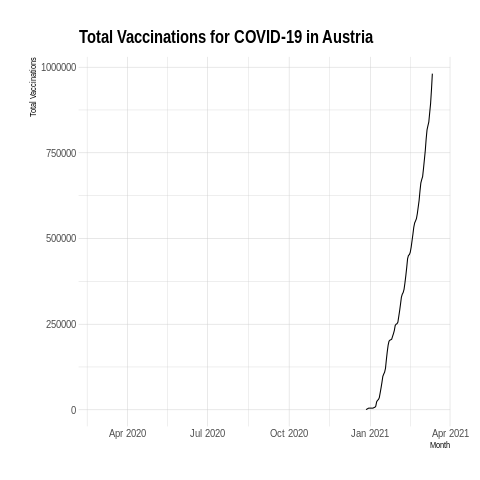 Total Vaccinations for COVID-19 in Austria
Total Vaccinations
1000000
750000
500000
250000
0
Apr 2020 Jul 2020 Oct 2020 Jan 2021 Apr 2021
Month